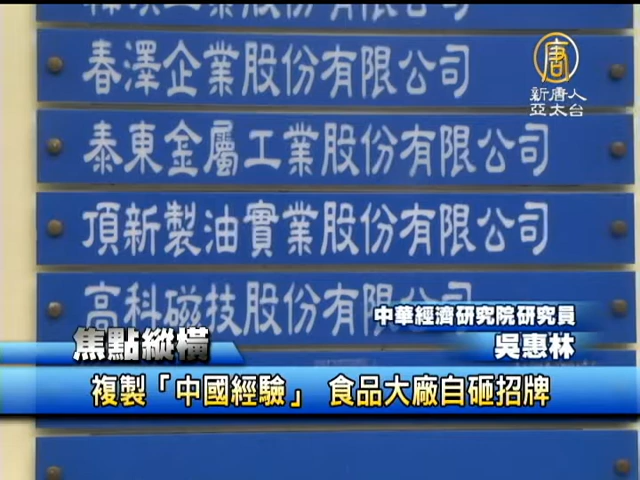 春澤企業股份有限公司
唐
新唐人
亞太台
泰東金屬工業股份有限公司
頂新製油實業股份有限公司
高科磁技股份有限公司
中華經濟研究院研究員
焦點縱橫
吳惠林
複製「中國經驗」 食品大廠自砸招牌